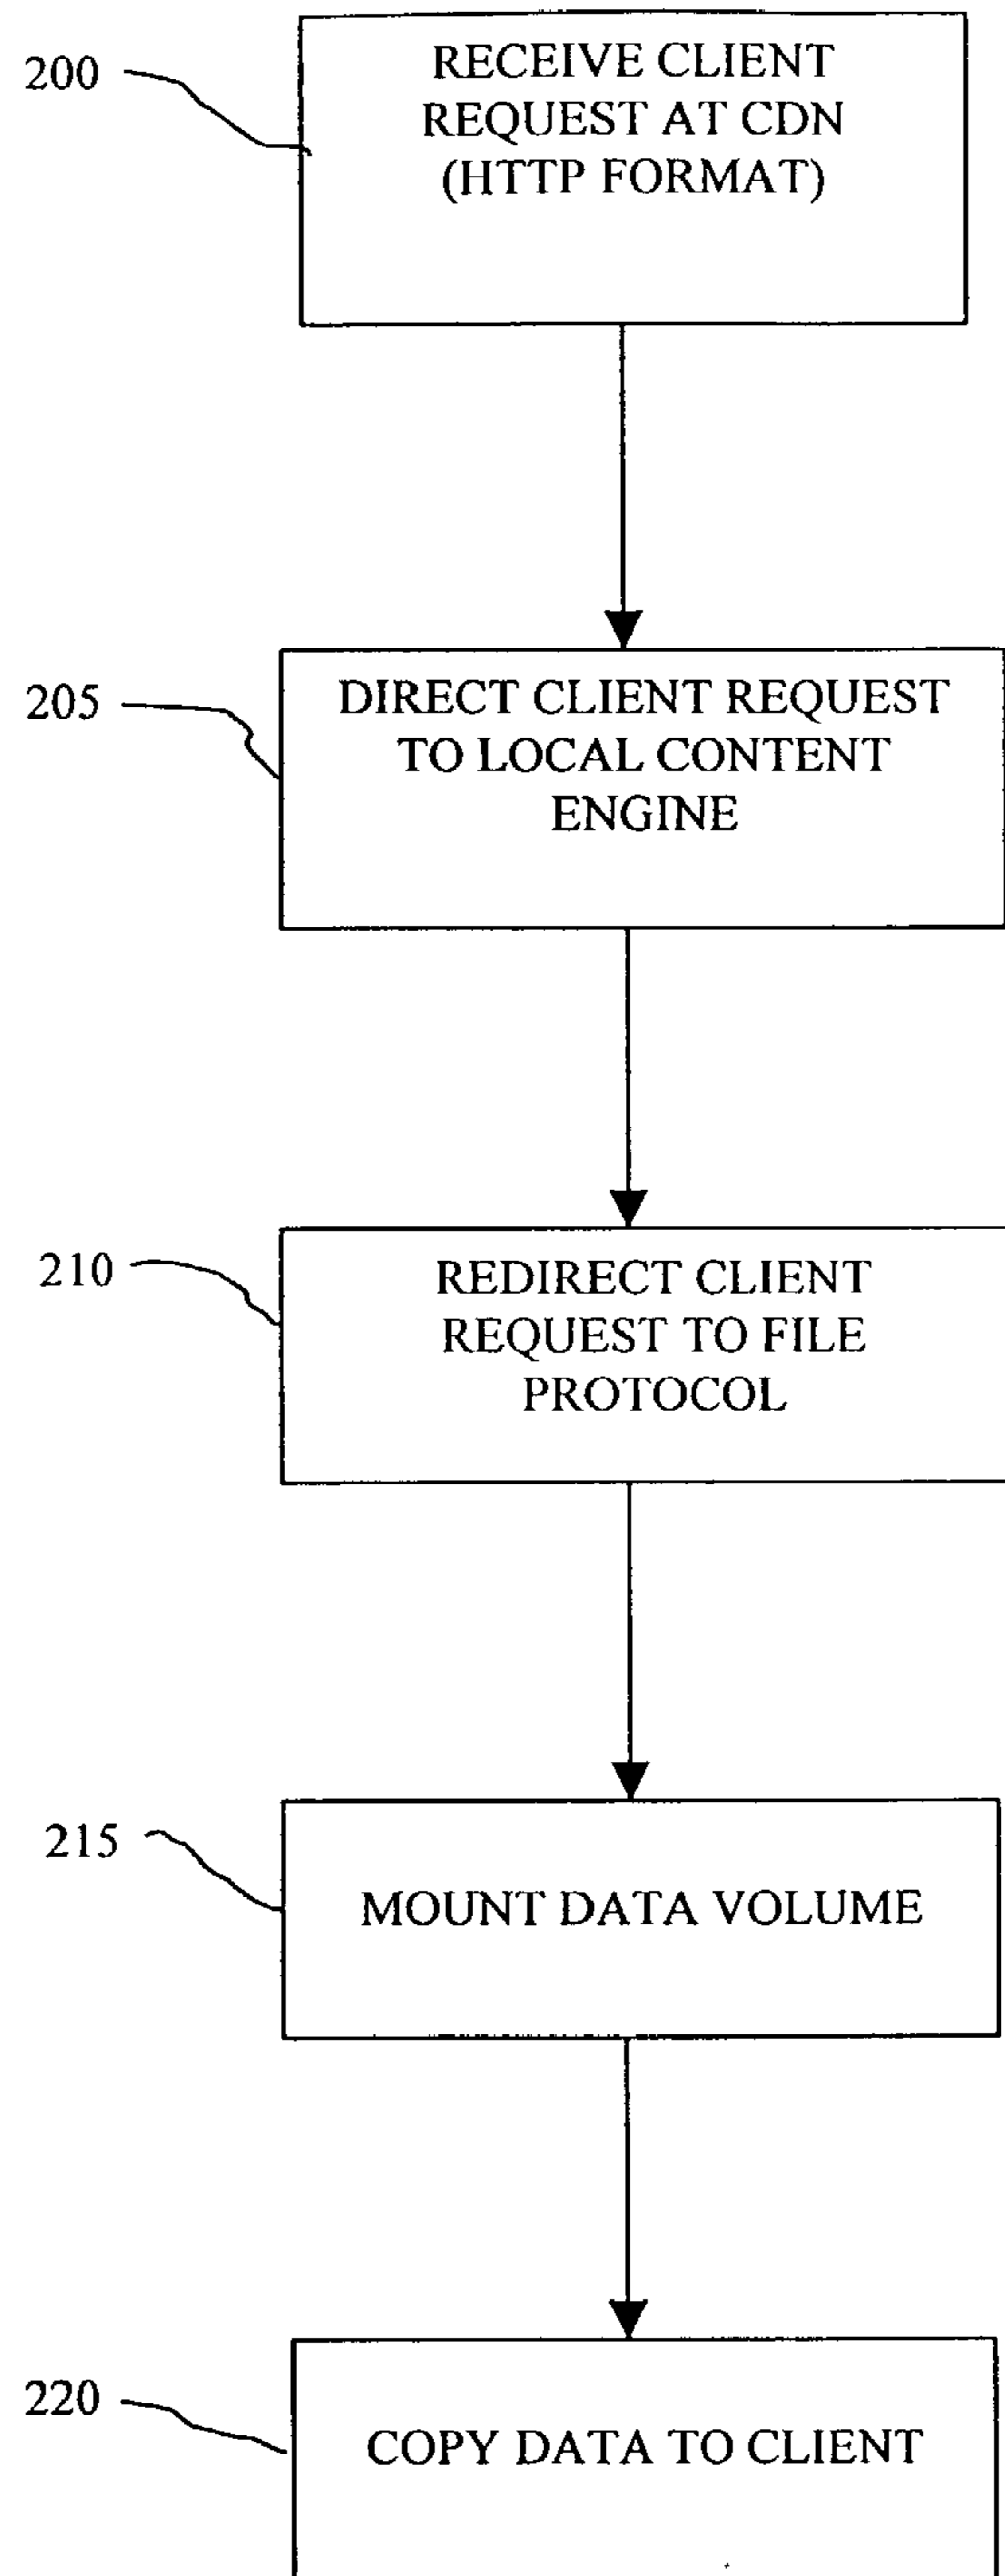 200
RECEIVE CLIENT
REQUEST AT CDN
(HTTP FORMAT)
205
DIRECT CLIENT REQUEST
TO LOCAL CONTENT
ENGINE
210
REDIRECT CLIENT
REQUEST TO FILE
PROTOCOL
215
MOUNT DATA VOLUME
220
COPY DATA TO CLIENT